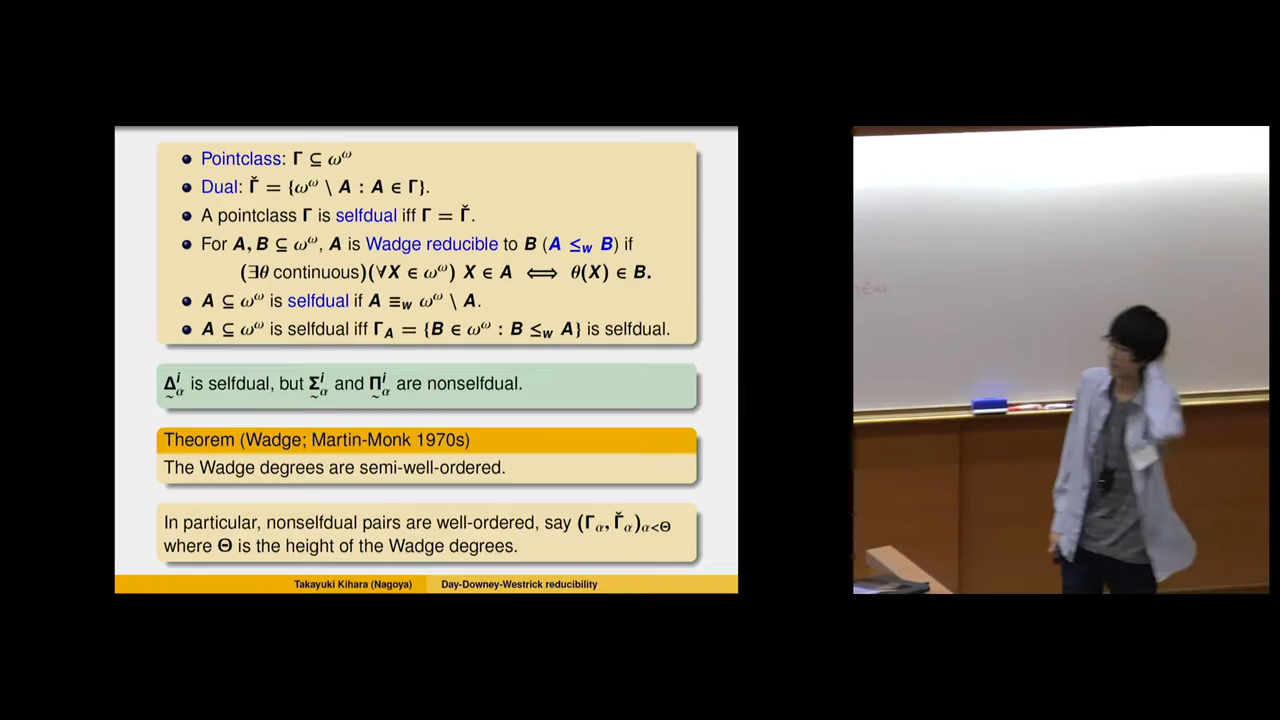 Pointclass: Γ ⊆ ω^ω
Dual: Γ̌ = {ω^ω \ A : A ∈ Γ}.
A pointclass Γ is selfdual iff Γ = Γ̌.
For A, B ⊆ ω^ω, A is Wadge reducible to B (A ≤_w B) if
(∃θ continuous)(∀X ∈ ω^ω) X ∈ A ⟺ θ(X) ∈ B.
A ⊆ ω^ω is selfdual if A ≡_w ω^ω \ A.
A ⊆ ω^ω is selfdual iff Γ_A = {B ∈ ω^ω : B ≤_w A} is selfdual.
Δ̰^i_α is selfdual, but Σ̰^i_α and Π̰^i_α are nonselfdual.
Theorem (Wadge; Martin-Monk 1970s)
The Wadge degrees are semi-well-ordered.
In particular, nonselfdual pairs are well-ordered, say (Γ_α, Γ̌_α)_α<Θ
where Θ is the height of the Wadge degrees.
Takayuki Kihara (Nagoya) Day-Downey-Westrick reducibility